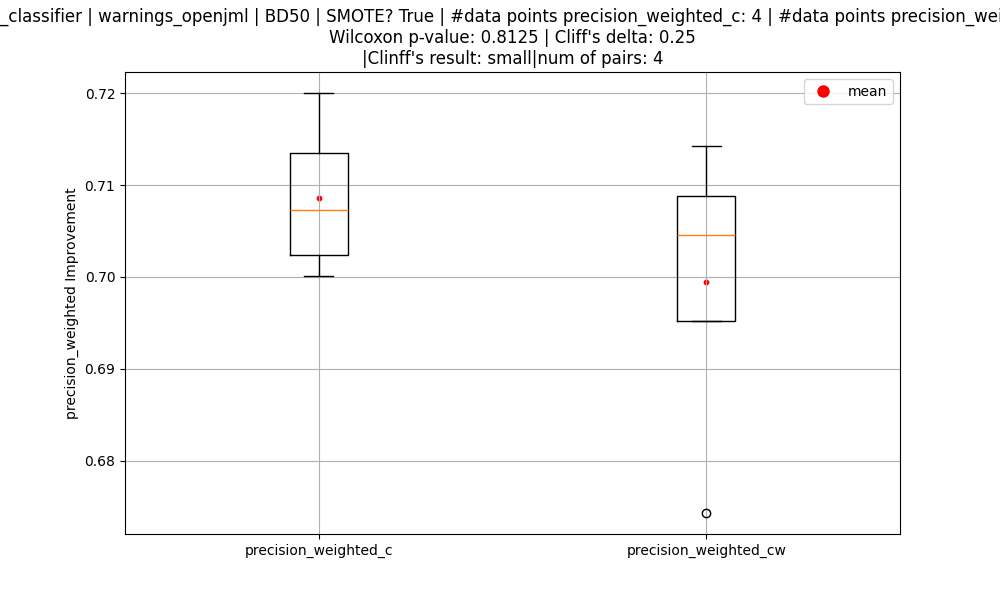 _classifier | warnings_openjml | BD50 | SMOTE? True | #data points precision_weighted_c: 4 | #data points
Wilcoxon p-value: 0.8125 | Cliff's delta: 0.25
|Clinff's result: small|num of pairs: 4
mean
0.72
0.71
0.70
0.69
0.68
precision_weighted Improvement
precision_weighted_c
precision_weighted_cw